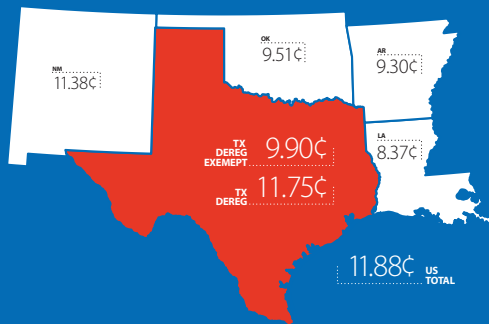 OK
9.51¢
AR
9.30¢
NM
11.38¢
TX
DEREG
EXEMEPT
9.90¢
LA
8.37¢
TX
DEREG
11.75¢
11.88¢
US
TOTAL